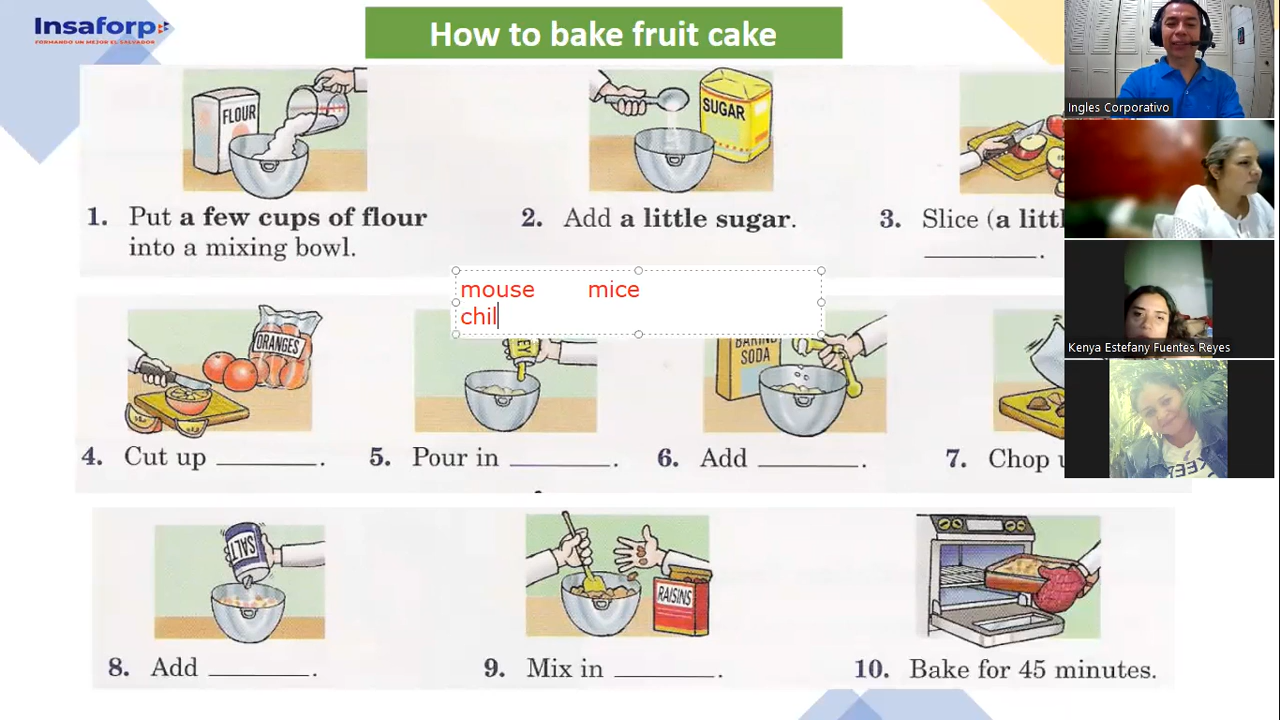 Insaforp
FORMANDO UN MEJOR EL SALVADOR
How to bake fruit cake
Ingles Corporativo
FLOUR
SUGAR
1. Put a few cups of flour
into a mixing bowl.
2. Add a little sugar.
3. Slice (a littl
________.
mouse mice
chil
Kenya Estefany Fuentes Reyes
ORANGES
EY
BAKING
SODA
4. Cut up ________.
5. Pour in ________.
6. Add ________.
7. Chop u
SALT
RAISINS
8. Add ________.
9. Mix in ________.
10. Bake for 45 minutes.